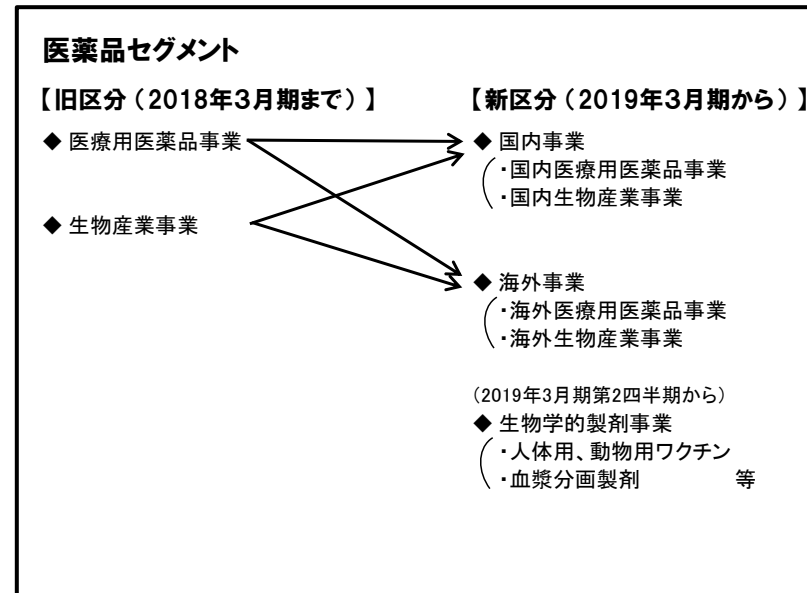 医薬品セグメント
【旧区分（2018年3月期まで）】
◆ 医療用医薬品事業
◆ 生物産業事業
【新区分（2019年3月期から）】
◆ 国内事業
・国内医療用医薬品事業
・国内生物産業事業
◆ 海外事業
・海外医療用医薬品事業
・海外生物産業事業
(2019年3月期第2四半期から)
◆ 生物学的製剤事業
・人体用、動物用ワクチン
・血漿分画製剤 等